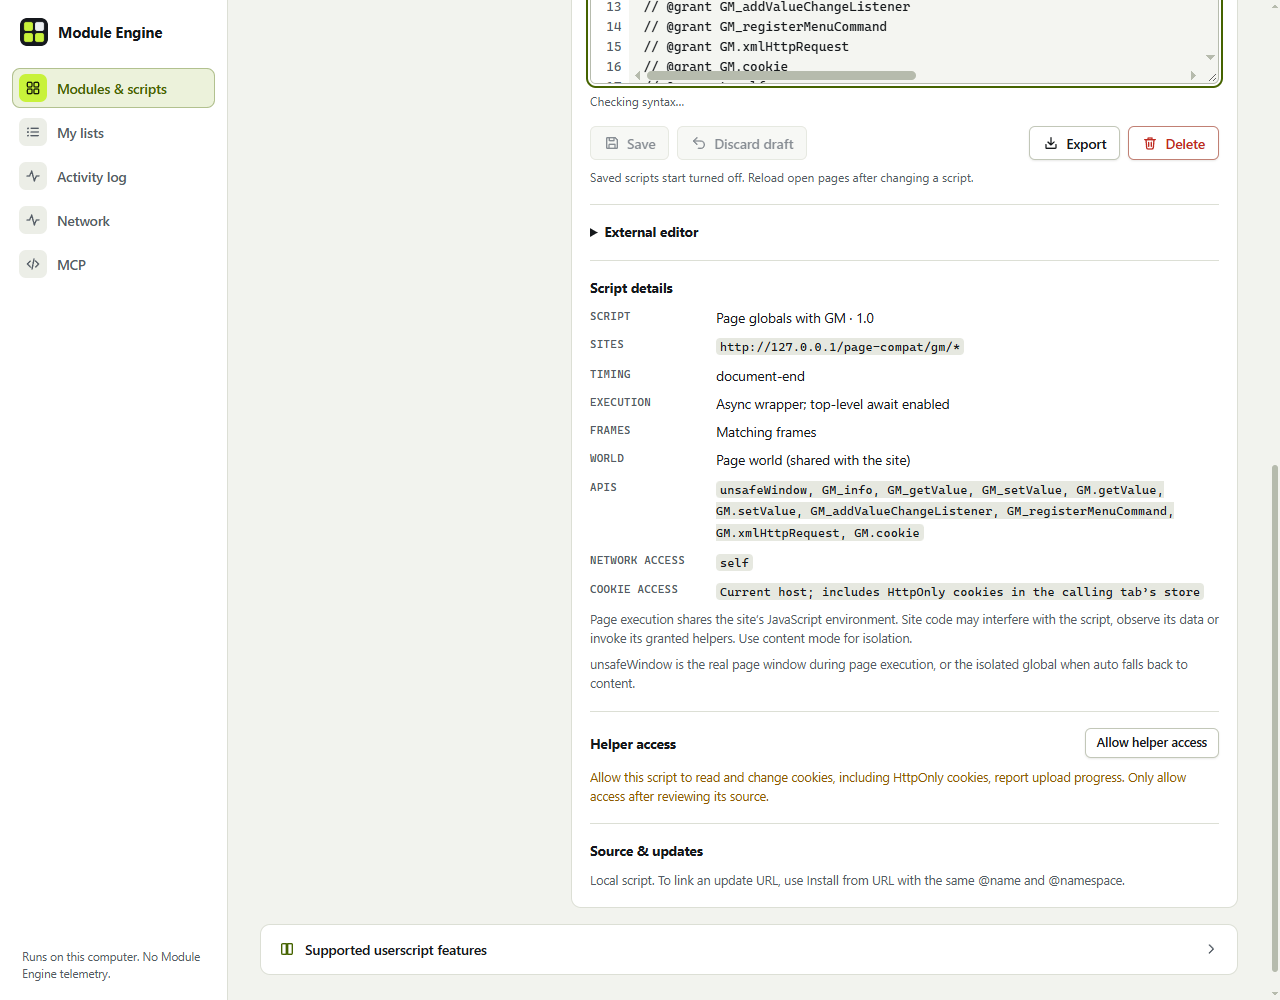 Module Engine
Modules & scripts
My lists
Activity log
Network
MCP
Runs on this computer. No Module
Engine telemetry.
13 // @grant GM_addValueChangeListener
14 // @grant GM_registerMenuCommand
15 // @grant GM.xmlHttpRequest
16 // @grant GM.cookie
Checking syntax...
Save
Discard draft
Export
Delete
Saved scripts start turned off. Reload open pages after changing a script.
External editor
Script details
SCRIPT Page globals with GM · 1.0
SITES http://127.0.0.1/page-compat/gm/*
TIMING document-end
EXECUTION Async wrapper; top-level await enabled
FRAMES Matching frames
WORLD Page world (shared with the site)
APIS unsafeWindow, GM_info, GM_getValue, GM_setValue, GM.getValue,
GM.setValue, GM_addValueChangeListener, GM_registerMenuCommand,
GM.xmlHttpRequest, GM.cookie
NETWORK ACCESS self
COOKIE ACCESS Current host; includes HttpOnly cookies in the calling tab's store
Page execution shares the site's JavaScript environment. Site code may interfere with the script, observe its data or
invoke its granted helpers. Use content mode for isolation.
unsafeWindow is the real page window during page execution, or the isolated global when auto falls back to
content.
Helper access
Allow helper access
Allow this script to read and change cookies, including HttpOnly cookies, report upload progress. Only allow
access after reviewing its source.
Source & updates
Local script. To link an update URL, use Install from URL with the same @name and @namespace.
Supported userscript features